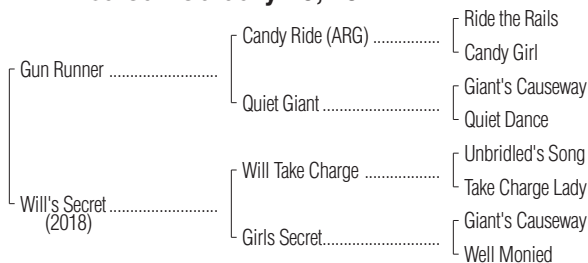 Ride the Rails
Candy Ride (ARG) ................
Candy Girl
Gun Runner .........................
Giant's Causeway
Quiet Giant ...........................
Quiet Dance
Unbridled's Song
Will Take Charge ..................
Take Charge Lady
Will's Secret .........................
(2018)
Giant's Causeway
Girls Secret...........................
Well Monied